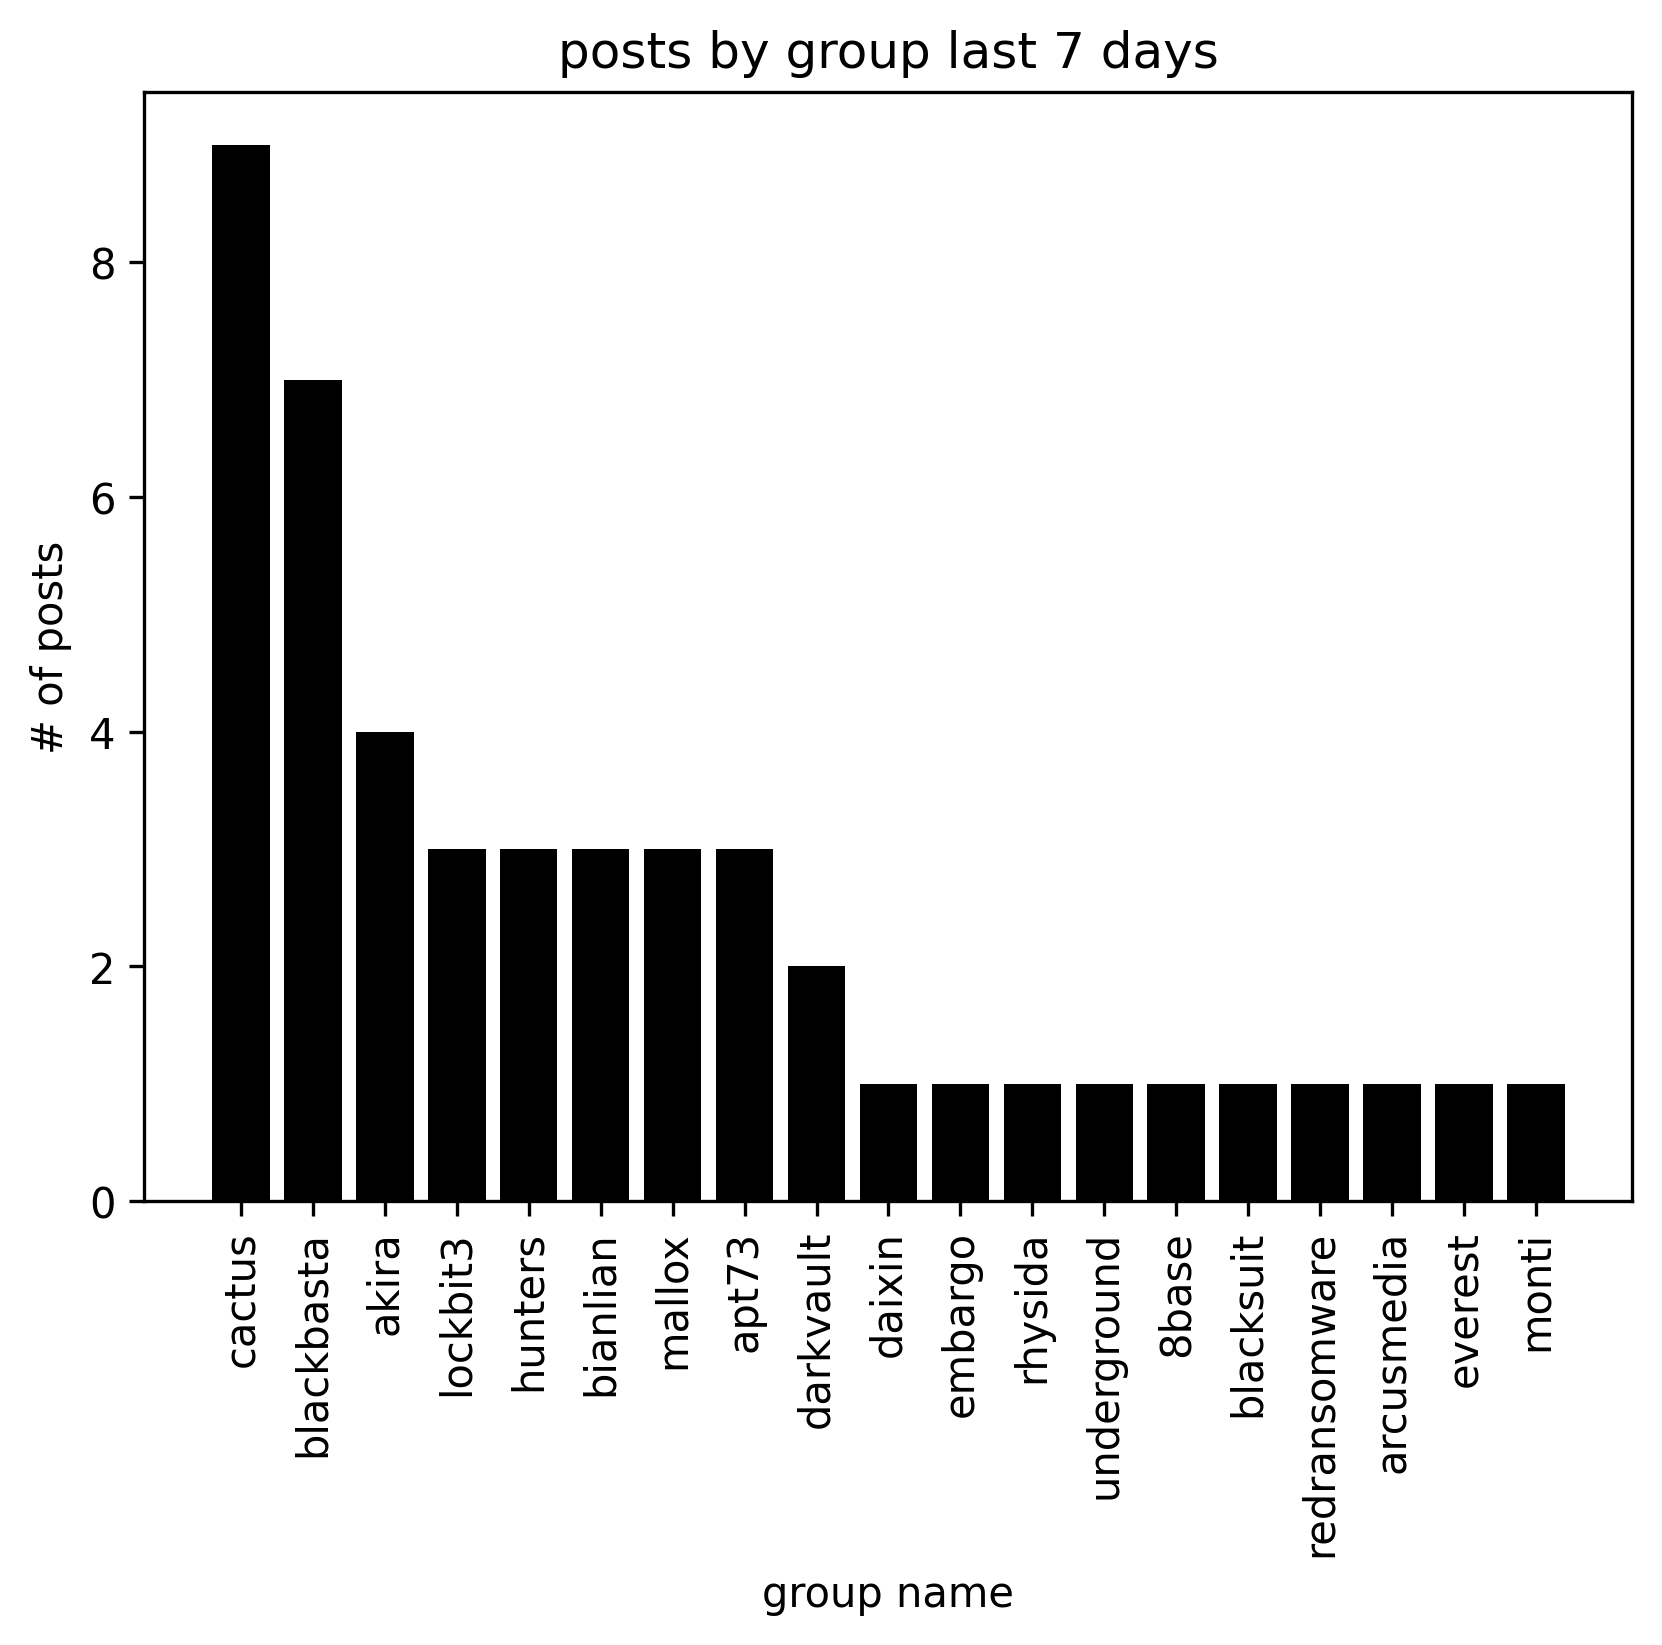 posts by group last 7 days
# of posts
8
6
4
2
0
cactus
blackbasta
akira
lockbit3
hunters
bianlian
mallox
apt73
darkvault
daixin
embargo
rhysida
underground
8base
blacksuit
redransomware
arcusmedia
everest
monti
group name